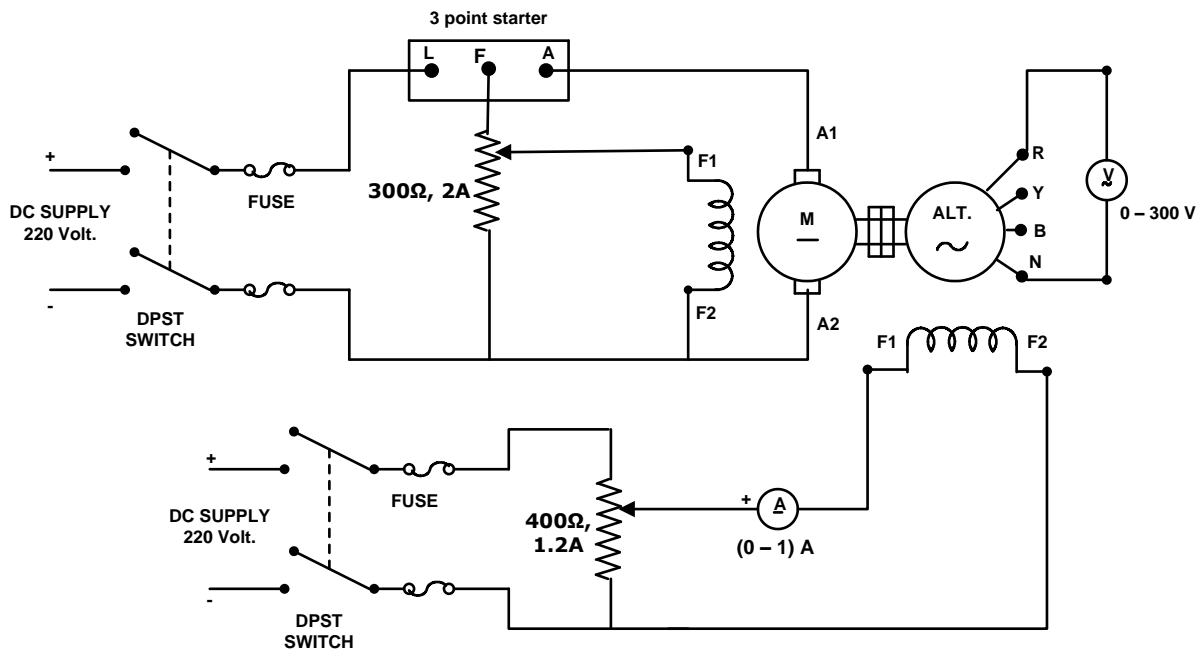 3 point starter
L
F
A
A1
+
300Ω, 2A
F1
R
V
~
FUSE
Y
DC SUPPLY
220 Volt.
M
ALT.
0 – 300 V
B
N
-
F2
A2
DPST
SWITCH
F1
F2
+
FUSE
DC SUPPLY
220 Volt.
400Ω,
1.2A
+
A
(0 – 1) A
-
DPST
SWITCH